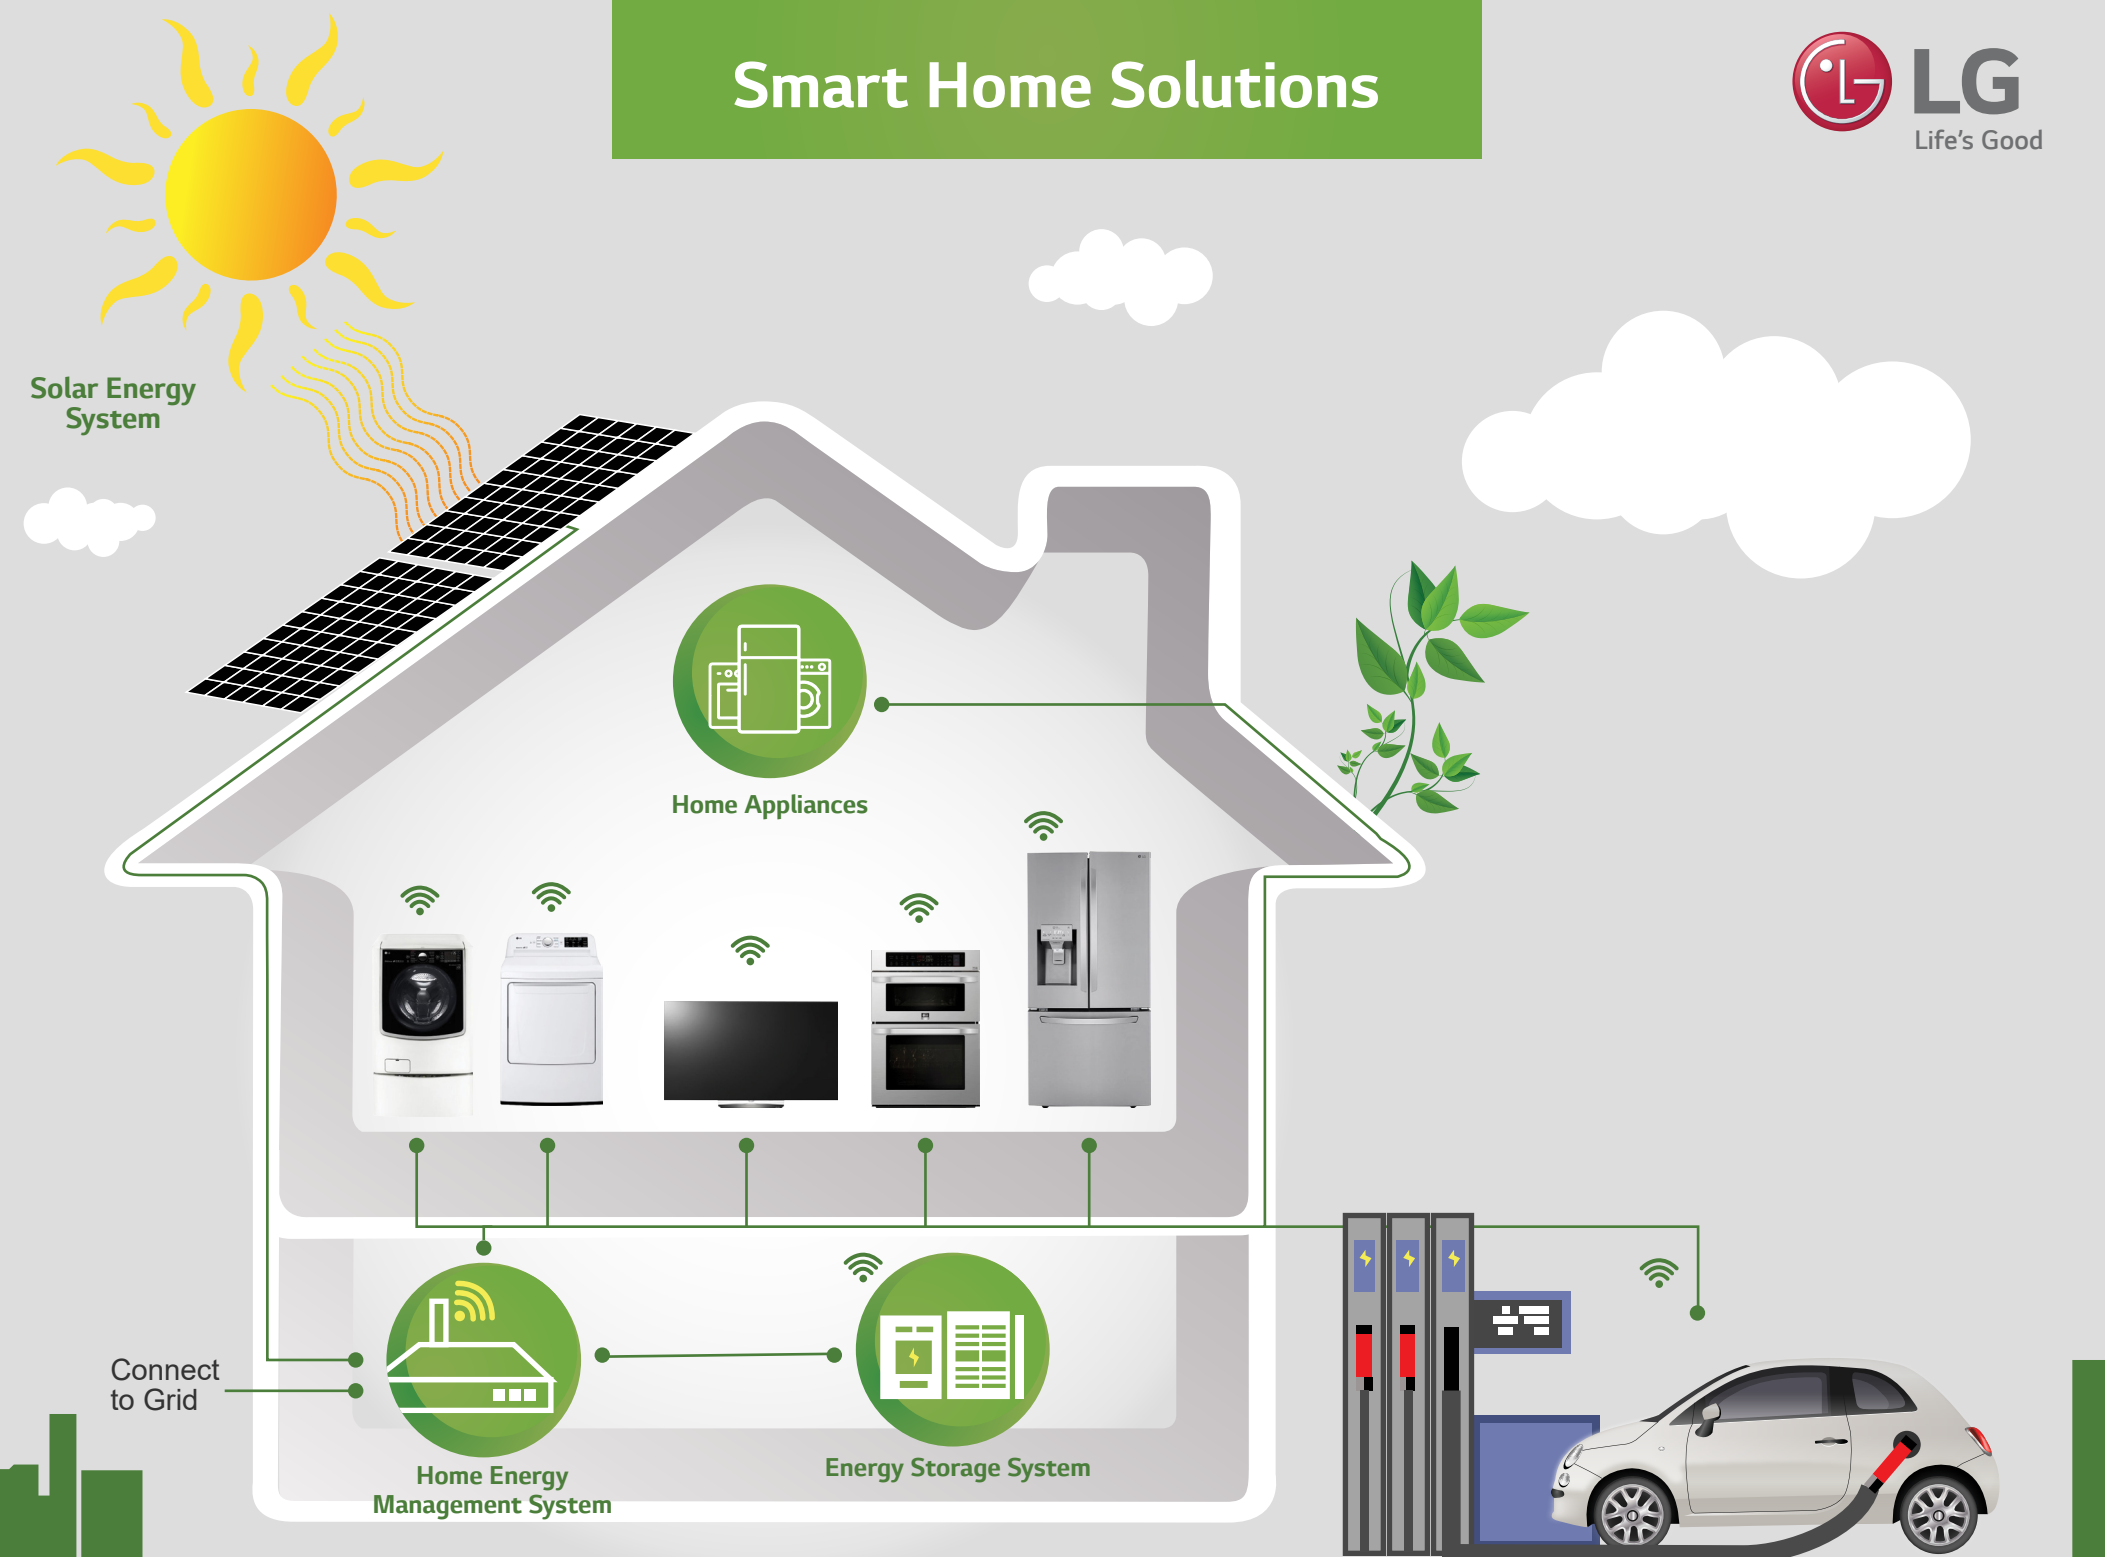 Smart Home Solutions
LG
Life's Good
Solar Energy
System
Home Appliances
Connect
to Grid
Home Energy
Management System
Energy Storage System